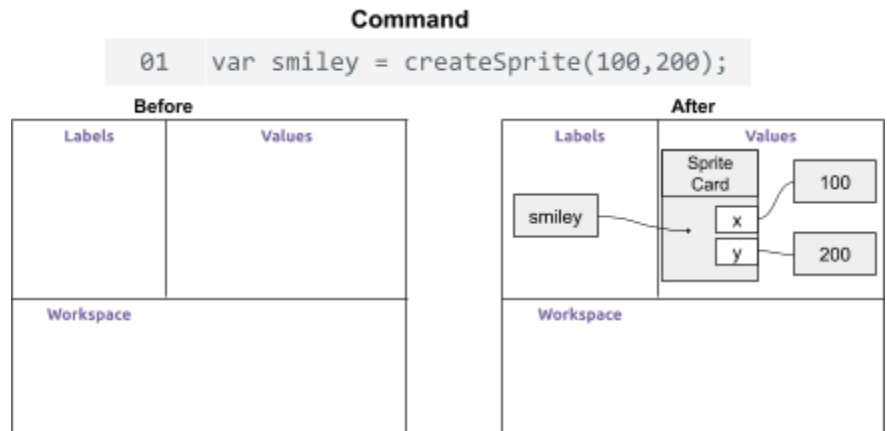 Command
01 var smiley = createSprite(100,200);
Before
Labels
Values
Workspace
After
Labels
Values
Sprite
Card
smiley
x
100
y
200
Workspace